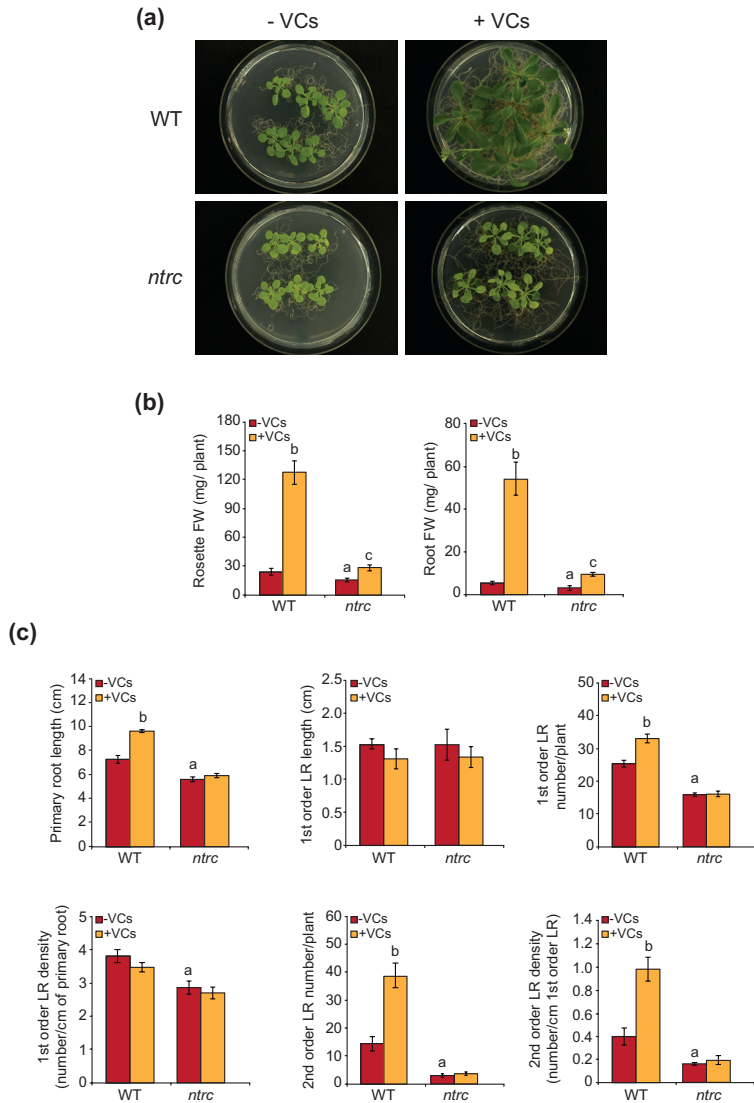 (a)
- VCs
+ VCs
WT
ntrc
(b)
Rosette FW (mg/ plant)
180
150
120
90
60
30
0
-VCs
+VCs
b
a
c
WT
ntrc
Root FW (mg/ plant)
80
60
40
20
0
-VCs
+VCs
b
a
c
WT
ntrc
(c)
Primary root length (cm)
14
12
10
8
6
4
2
0
-VCs
+VCs
b
a
WT
ntrc
1st order LR length (cm)
2.5
2.0
1.5
1.0
0.5
0
-VCs
+VCs
WT
ntrc
1st order LR
number/plant
50
40
30
20
10
0
-VCs
+VCs
b
a
WT
ntrc
1st order LR density
(number/cm of primary root)
5
4
3
2
1
0
-VCs
+VCs
a
WT
ntrc
2nd order LR number/plant
60
50
40
30
20
10
0
-VCs
+VCs
b
a
WT
ntrc
2nd order LR density
(number/cm 1st order LR)
1.4
1.2
1.0
0.8
0.6
0.4
0.2
0
-VCs
+VCs
b
a
WT
ntrc